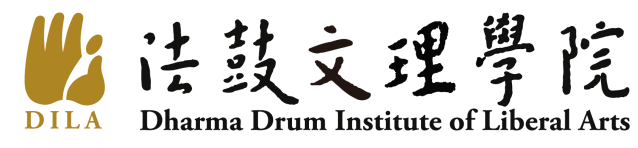 法鼓文理學院
DILA
Dharma Drum Institute of Liberal Arts